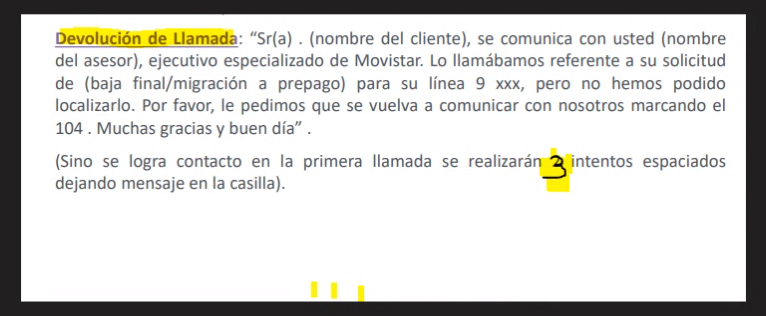 Devolución de Llamada: “Sr(a) . (nombre del cliente), se comunica con usted (nombre
del asesor), ejecutivo especializado de Movistar. Lo llamábamos referente a su solicitud
de (baja final/migración a prepago) para su línea 9 xxx, pero no hemos podido
localizarlo. Por favor, le pedimos que se vuelva a comunicar con nosotros marcando el
104 . Muchas gracias y buen día” .
(Sino se logra contacto en la primera llamada se realizarán 3 intentos espaciados
dejando mensaje en la casilla).